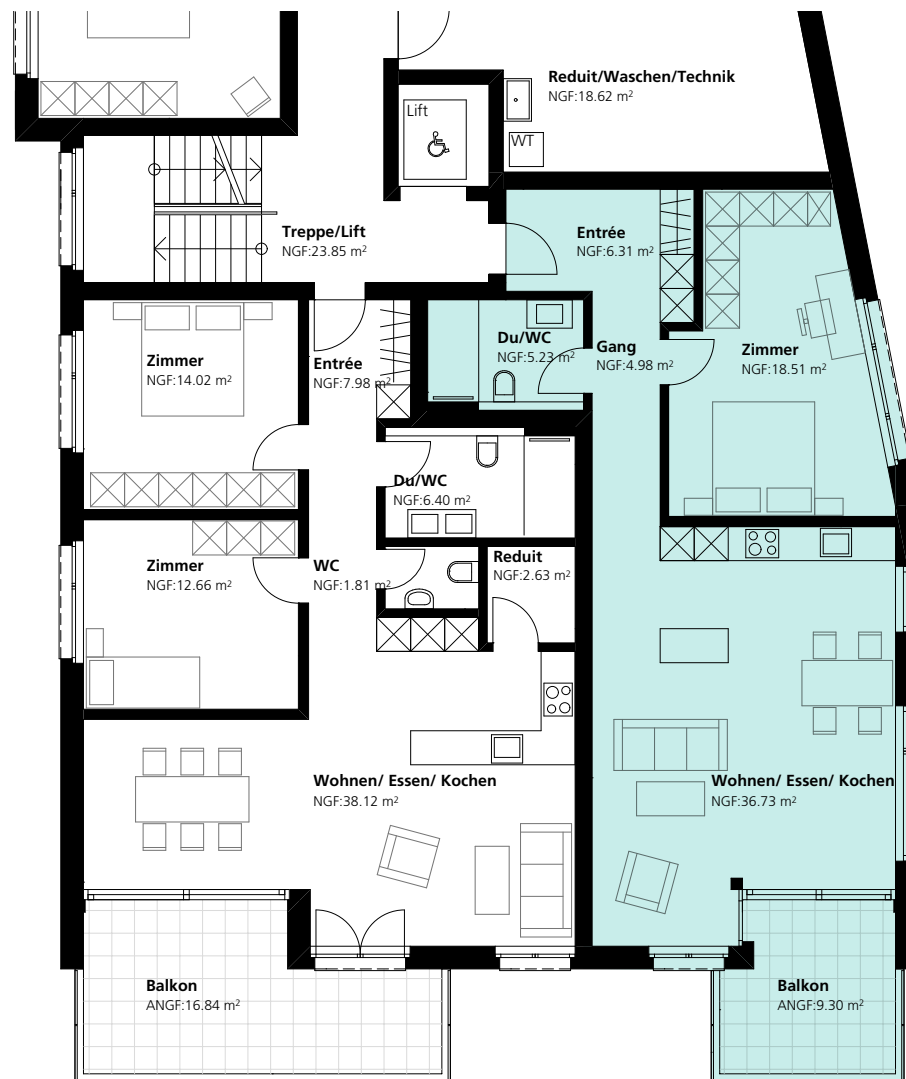 Reduit/Waschen/Technik
NGF:18.62 m²
Lift
WT
Treppe/Lift
NGF:23.85 m²
Entrée
NGF:6.31 m²
Zimmer
NGF:14.02 m²
Entrée
NGF:7.98 m²
Du/WC
NGF:5.23 m²
Gang
NGF:4.98 m²
Zimmer
NGF:18.51 m²
Du/WC
NGF:6.40 m²
Zimmer
NGF:12.66 m²
WC
NGF:1.81 m²
Reduit
NGF:2.63 m²
Wohnen/ Essen/ Kochen
NGF:38.12 m²
Wohnen/ Essen/ Kochen
NGF:36.73 m²
Balkon
ANGF:16.84 m²
Balkon
ANGF:9.30 m²